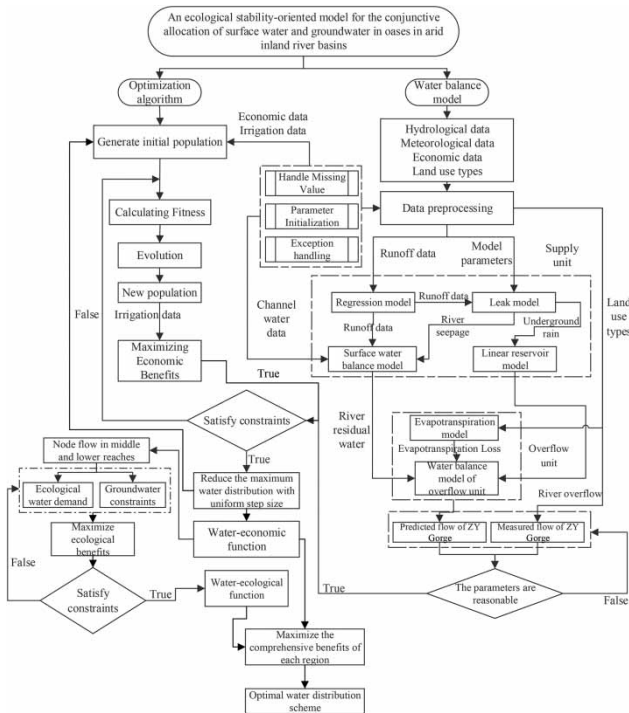 An ecological stability-oriented model for the conjunctive
allocation of surface water and groundwater in oases in arid
inland river basins
Optimization
algorithm
Water balance
model
Economic data
Irrigation data
Generate initial population
Hydrological data
Meteorological data
Economic data
Land use types
Handle Missing
Value
Parameter
Initialization
Exception
handling
Data preprocessing
Calculating Fitness
Evolution
New population
Irrigation data
False
Maximizing
Economic
Benefits
True
Channel
water
data
Runoff data
Model
parameters
Supply
unit
Regression model
Runoff data
Leak model
Runoff data
River
seepage
Underground
rain
Surface water
balance model
Linear reservoir
model
Land
use
types
Satisfy constraints
True
River
residual
water
Evapotranspiration
model
Evapotranspiration Loss
Water balance
model of
overflow unit
Overflow
unit
River overflow
Node flow in middle
and lower reaches
Ecological
water demand
Groundwater
constraints
Reduce the maximum
water distribution with
uniform step size
Water-economic
function
Predicted flow of ZY
Gorge
Measured flow of ZY
Gorge
Maximize
ecological
benefits
False
Satisfy
constraints
True
Water-ecological
function
True
The parameters are
reasonable
False
Maximize the
comprehensive benefits of
each region
Optimal water distribution
scheme